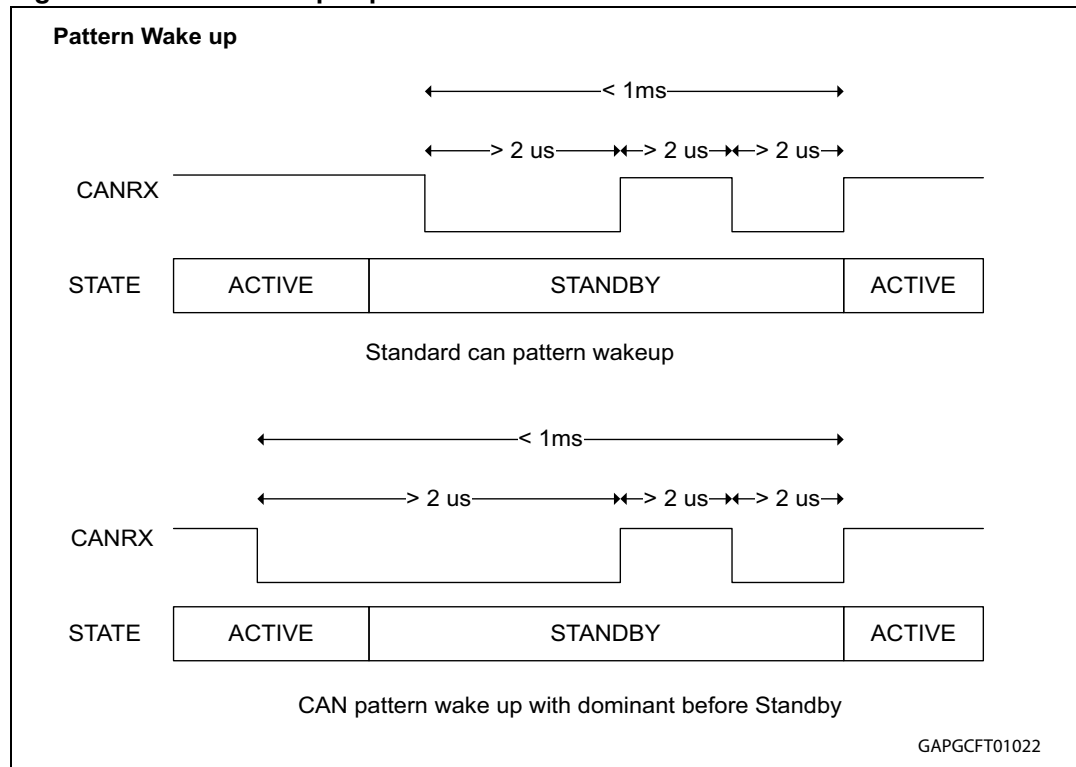 Pattern Wake up
< 1ms
> 2 us > 2 us > 2 us
CANRX
STATE ACTIVE STANDBY ACTIVE
Standard can pattern wakeup
< 1ms
> 2 us > 2 us > 2 us
CANRX
STATE ACTIVE STANDBY ACTIVE
CAN pattern wake up with dominant before Standby
GAPGCFT01022